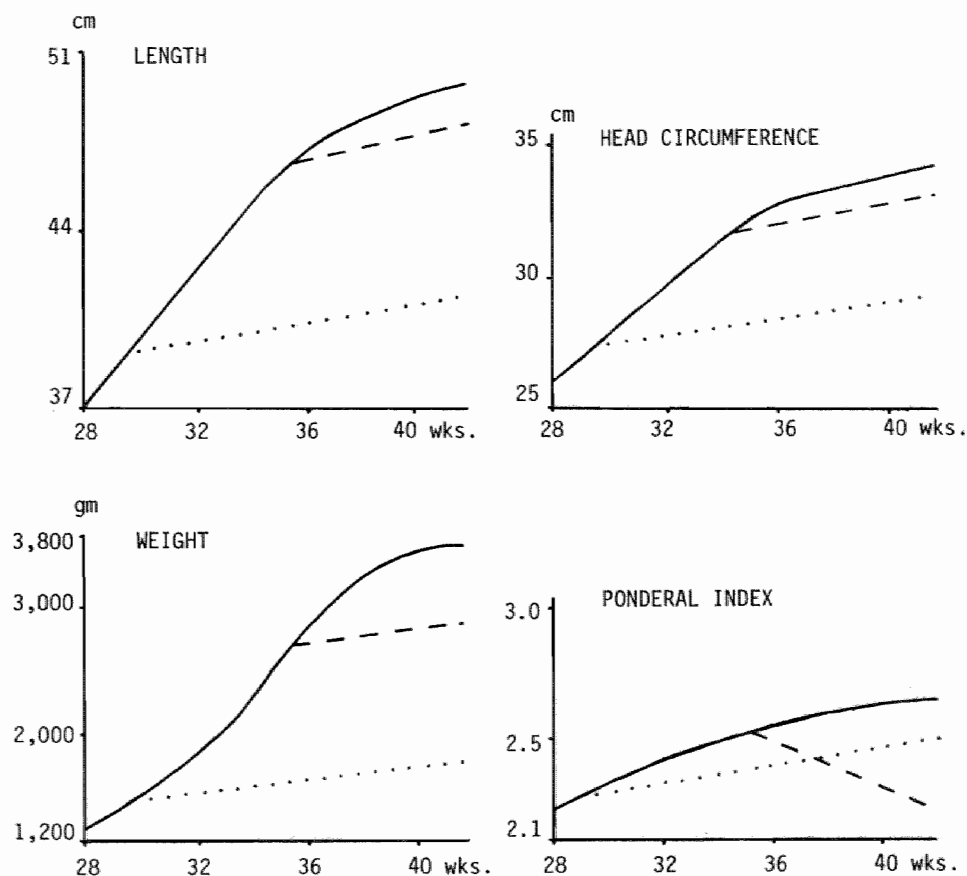 cm
51
LENGTH
44
37
28 32 36 40 wks.
cm
35
HEAD CIRCUMFERENCE
30
25
28 32 36 40 wks.
gm
3,800
WEIGHT
3,000
2,000
1,200
28 32 36 40 wks.
3.0
PONDERAL INDEX
2.5
2.1
28 32 36 40 wks.